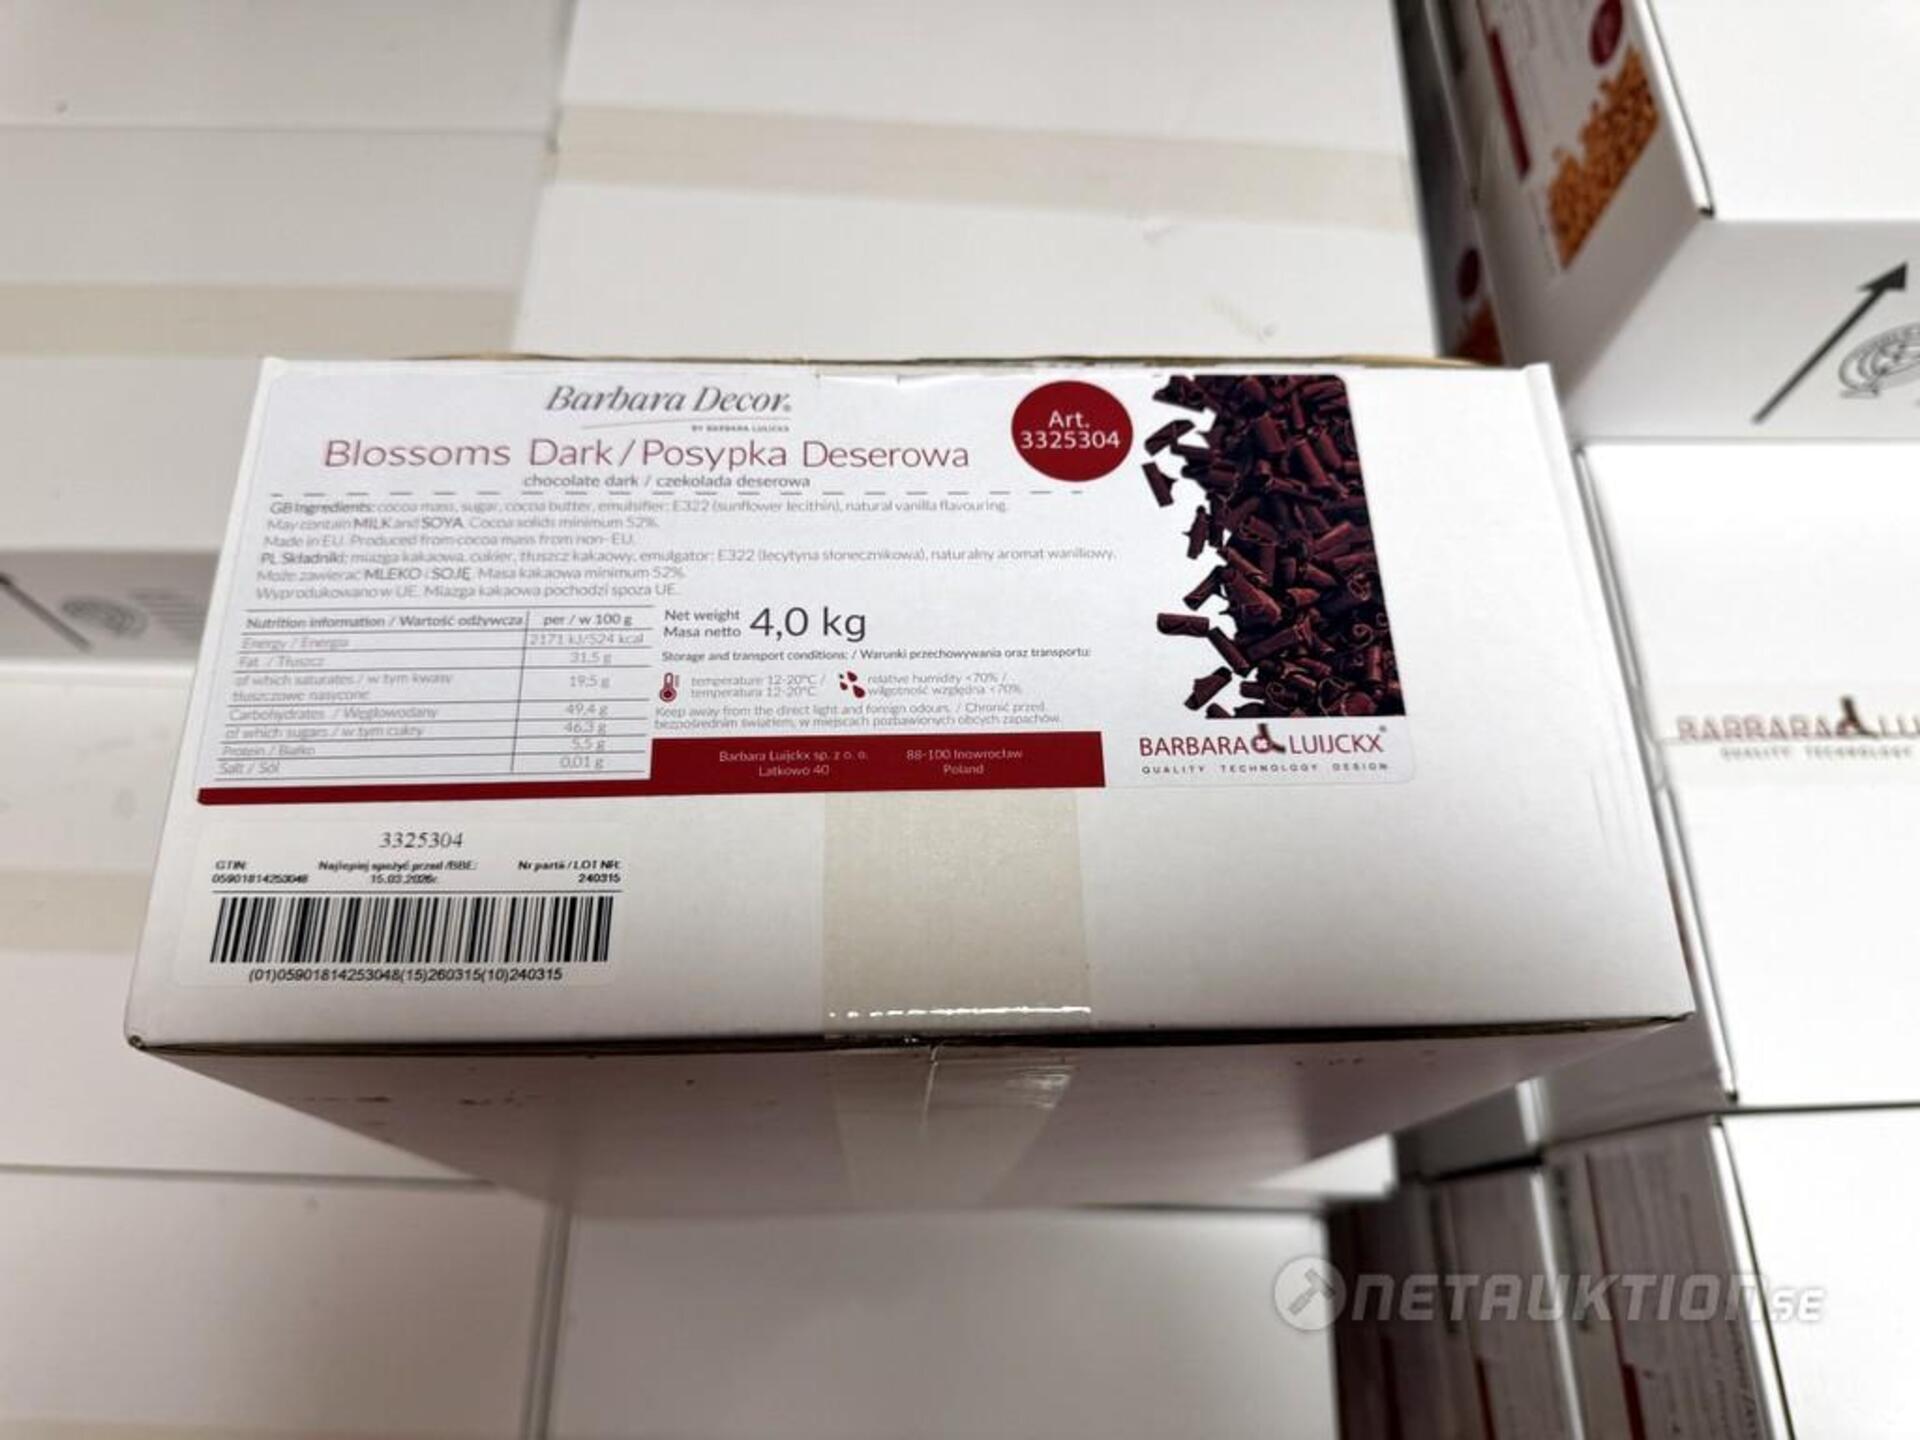 Barbara Decor.
BY BARBARA LUIJCKX
Blossoms Dark / Posypka Deserowa
chocolate dark / czekolada deserowa
Art.
3325304
GB Ingredients: cocoa mass, sugar, cocoa butter, emulsifier: E322 (sunflower lecithin), natural vanilla flavouring.
May contain MILK and SOYA. Cocoa solids minimum 52%.
Made in EU. Produced from cocoa mass from non-EU.
PL Składniki: miazga kakaowa, cukier, tłuszcz kakaowy, emulgator: E322 (lecytyna słonecznikowa), naturalny aromat waniliowy.
Może zawierać MLEKO i SOJĘ. Masa kakaowa minimum 52%.
Wyprodukowano w UE. Miazga kakaowa pochodzi spoza UE.
Nutrition information / Wartość odżywcza per / w 100 g
Energy / Energia 2171 kJ/524 kcal
Fat / Tłuszcz 31,5 g
of which saturates / w tym kwasy tłuszczowe nasycone 19,5 g
Carbohydrates / Węglowodany 49,4 g
of which sugars / w tym cukry 46,3 g
Protein / Białko 5,5 g
Salt / Sól 0,01 g
Net weight
Masa netto 4,0 kg
Storage and transport conditions: / Warunki przechowywania oraz transportu:
temperature 12-20°C /
temperatura 12-20°C
relative humidity <70% /
wilgotność względna <70%
Keep away from the direct light and foreign odours. / Chronić przed
bezpośrednim światłem, w miejscach pozbawionych obcych zapachów.
Barbara Luijckx sp. z o. o.
Latkowo 40
88-100 Inowrocław
Poland
BARBARA LUIJCKX
QUALITY TECHNOLOGY DESIGN
3325304
GTIN: Najlepiej spożyć przed /BBE: Nr partii / LOT NR:
05901814253048 15.03.2026r. 240315
(01)05901814253048(15)260315(10)240315
BARBARA LU
QUALITY TECHNOLOGY
NETAUKTION.SE